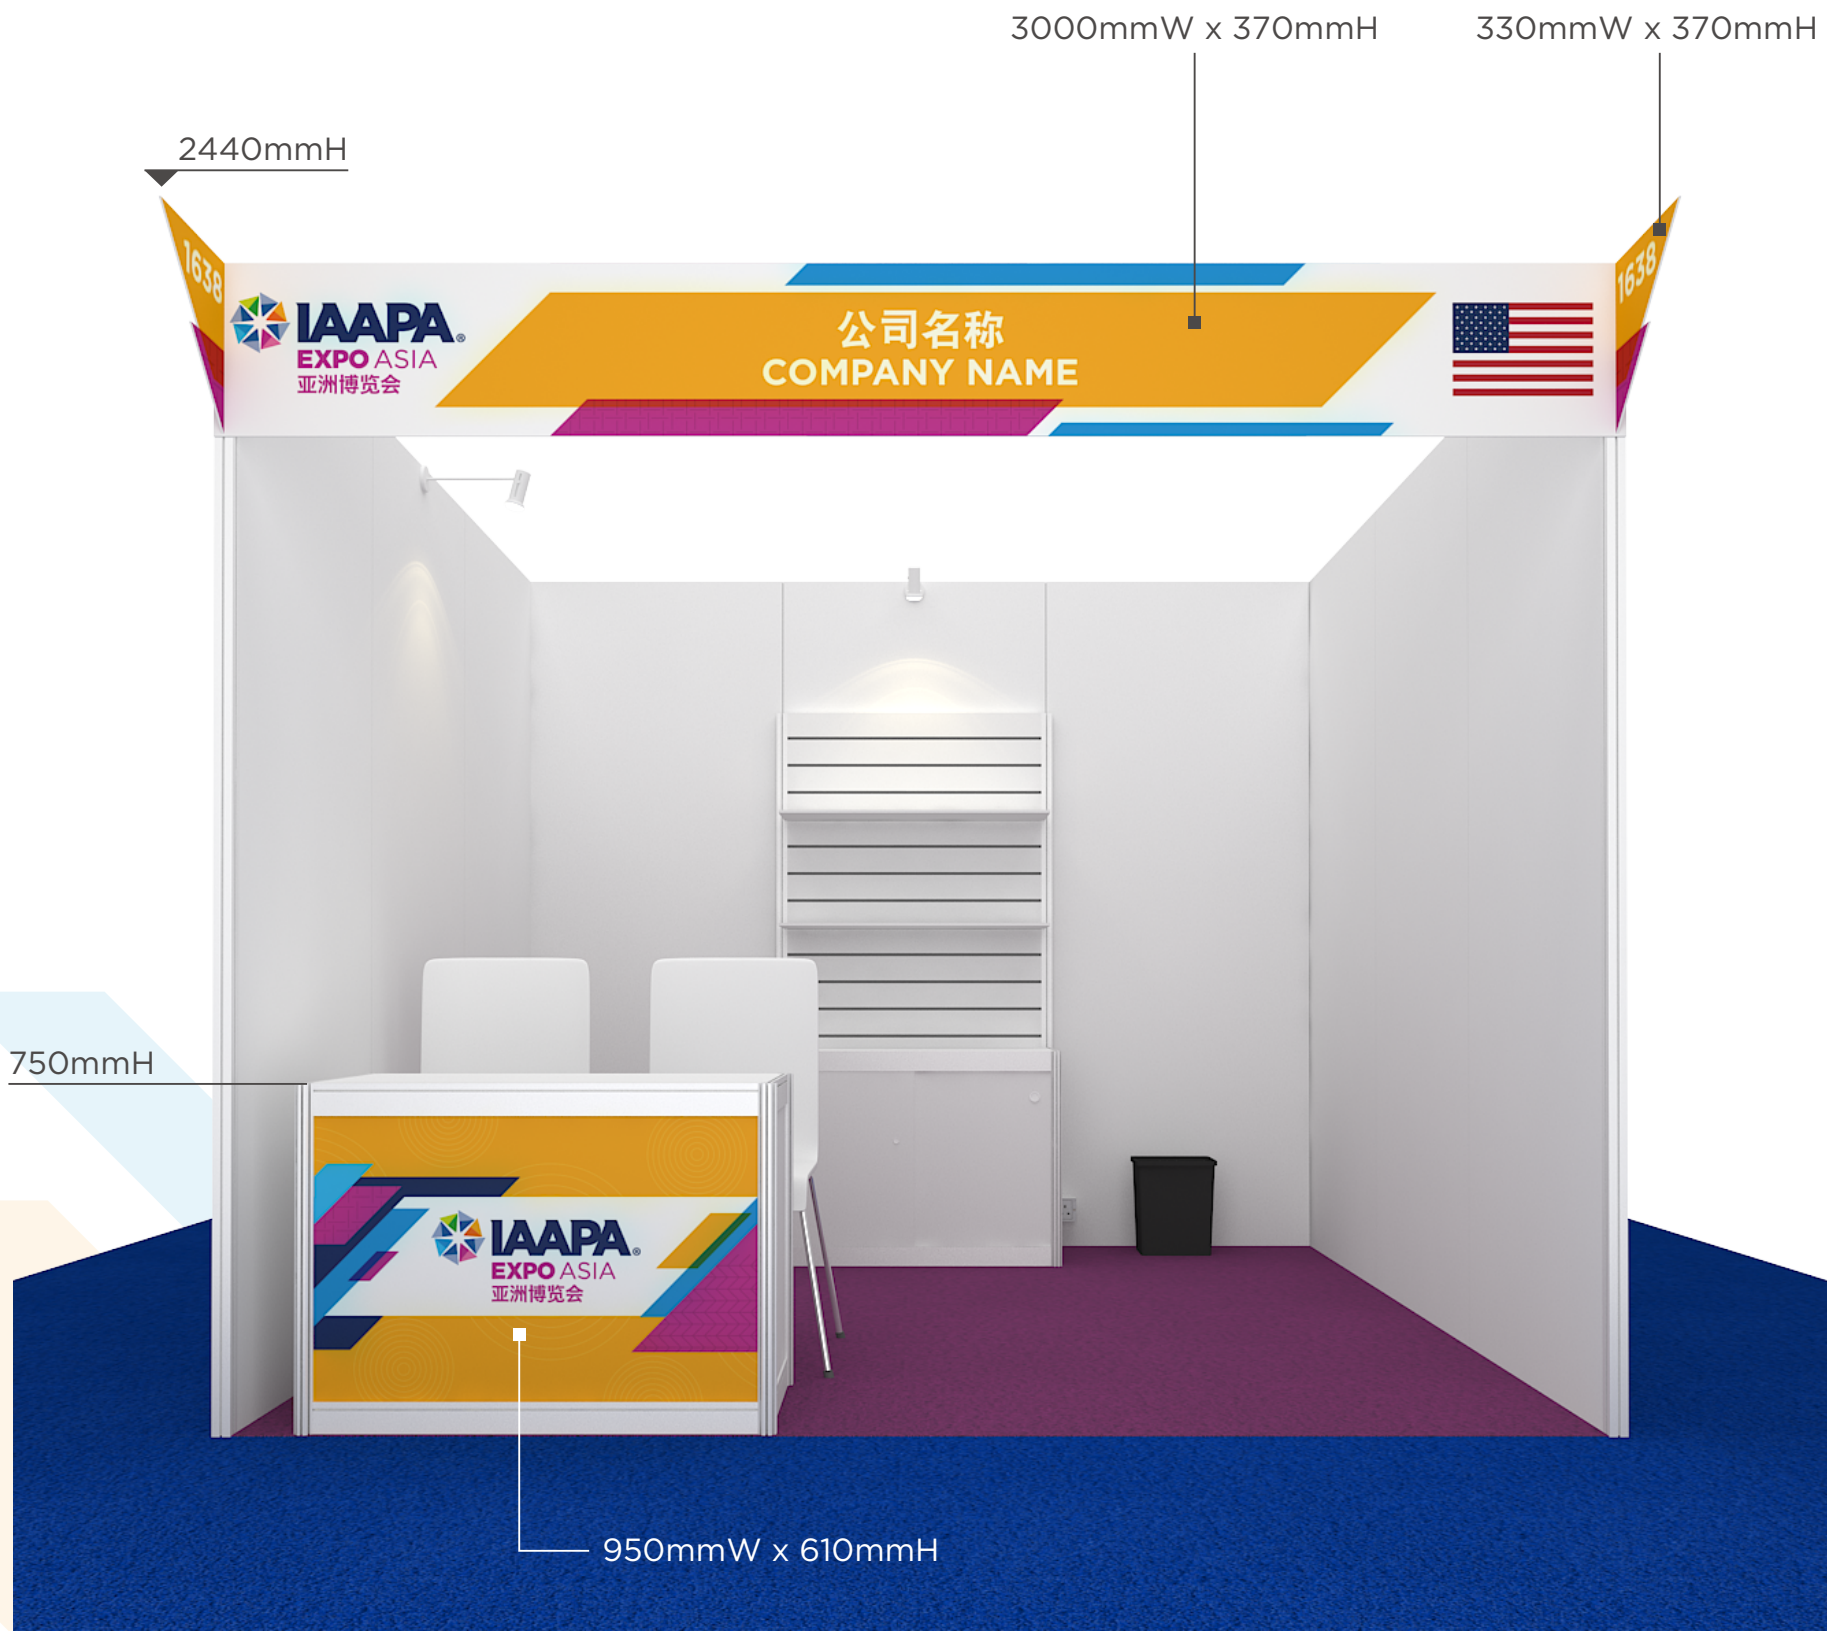 3000mmW x 370mmH
330mmW x 370mmH
2440mmH
1638
IAAPA®
EXPO ASIA
亚洲博览会
公司名称
COMPANY NAME
1638
750mmH
IAAPA®
EXPO ASIA
亚洲博览会
950mmW x 610mmH